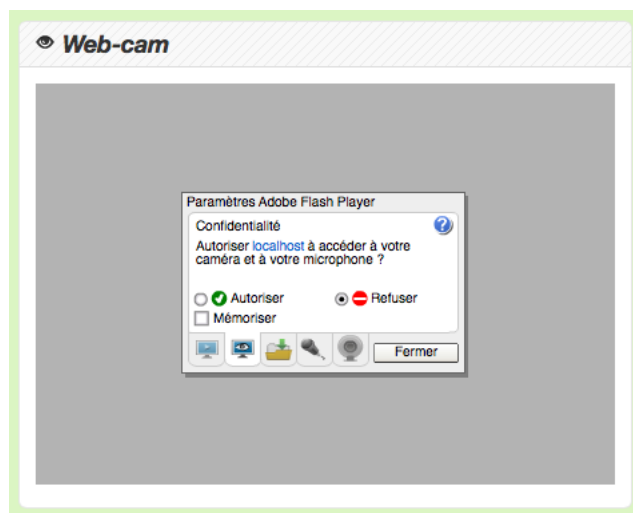 Web-cam
Paramètres Adobe Flash Player
Confidentialité
Autoriser localhost à accéder à votre
caméra et à votre microphone ?
Autoriser
Refuser
Mémoriser
Fermer